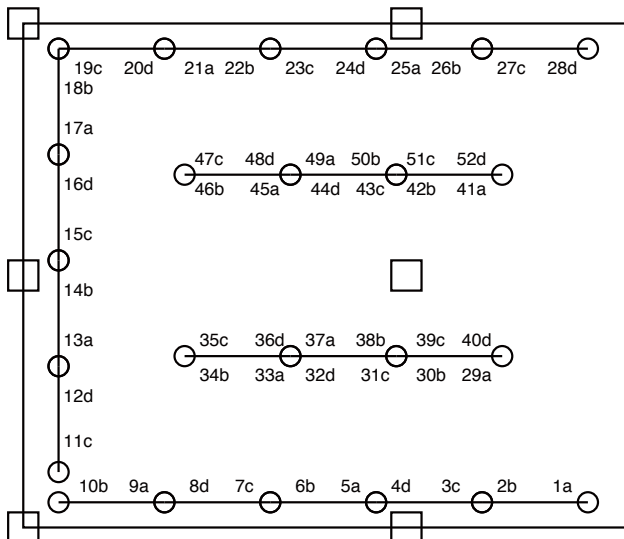 19c 20d 21a 22b 23c 24d 25a 26b 27c 28d
18b
17a
47c 48d 49a 50b 51c 52d
16d
46b 45a 44d 43c 42b 41a
15c
14b
13a
35c 36d 37a 38b 39c 40d
34b 33a 32d 31c 30b 29a
12d
11c
10b 9a 8d 7c 6b 5a 4d 3c 2b 1a